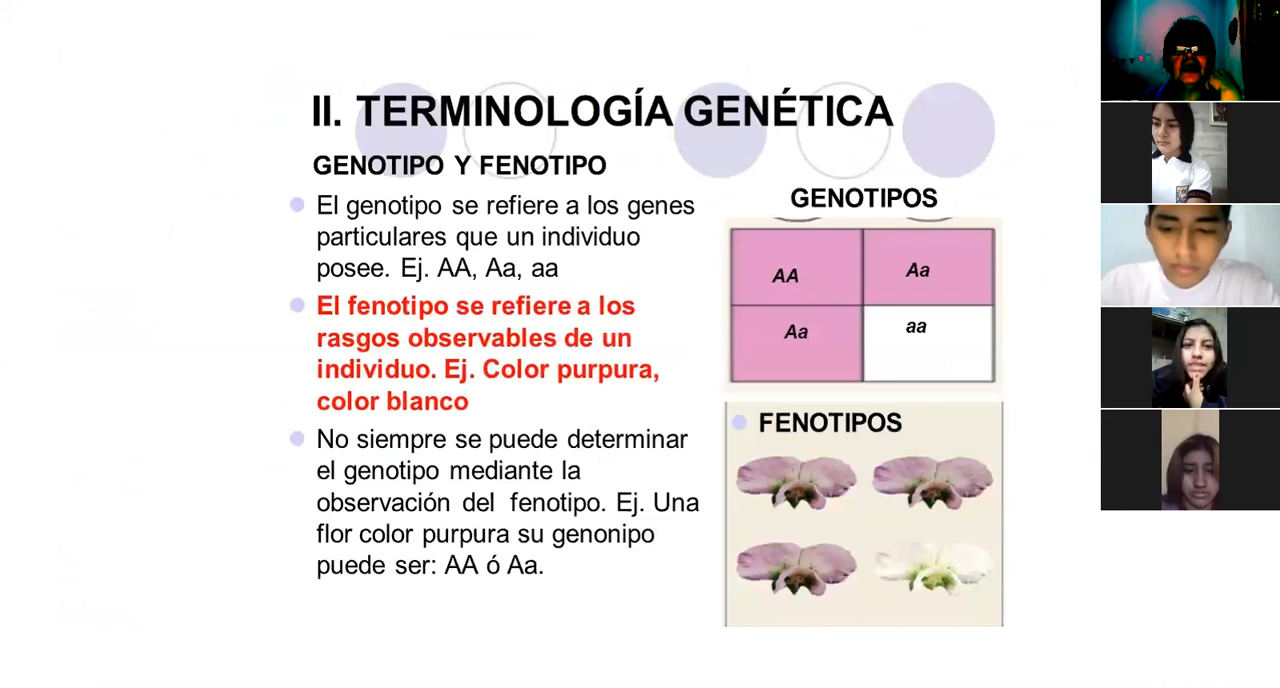 II. TERMINOLOGÍA GENÉTICA
GENOTIPO Y FENOTIPO
El genotipo se refiere a los genes
particulares que un individuo
posee. Ej. AA, Aa, aa
El fenotipo se refiere a los
rasgos observables de un
individuo. Ej. Color purpura,
color blanco
No siempre se puede determinar
el genotipo mediante la
observación del fenotipo. Ej. Una
flor color purpura su genonipo
puede ser: AA ó Aa.
GENOTIPOS
AA
Aa
Aa
aa
FENOTIPOS